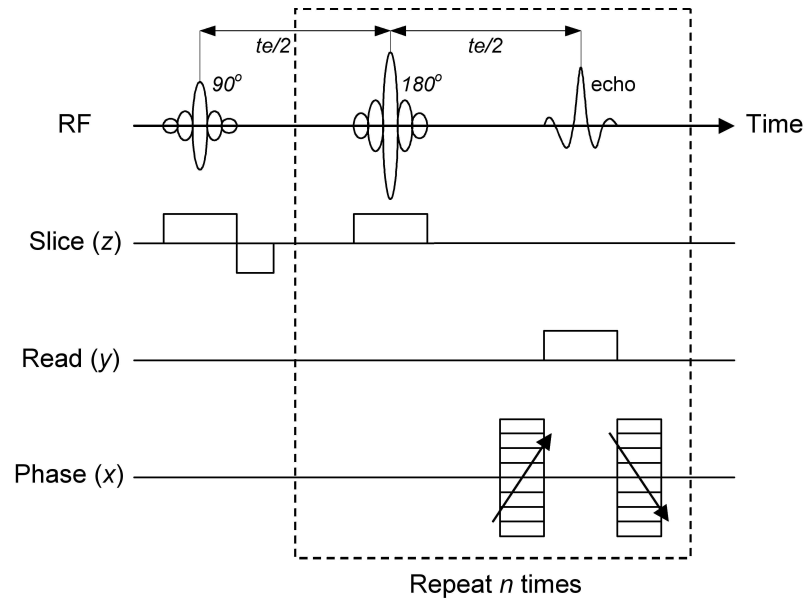 te/2
te/2
90°
180°
echo
RF
Time
Slice (z)
Read (y)
Phase (x)
Repeat n times